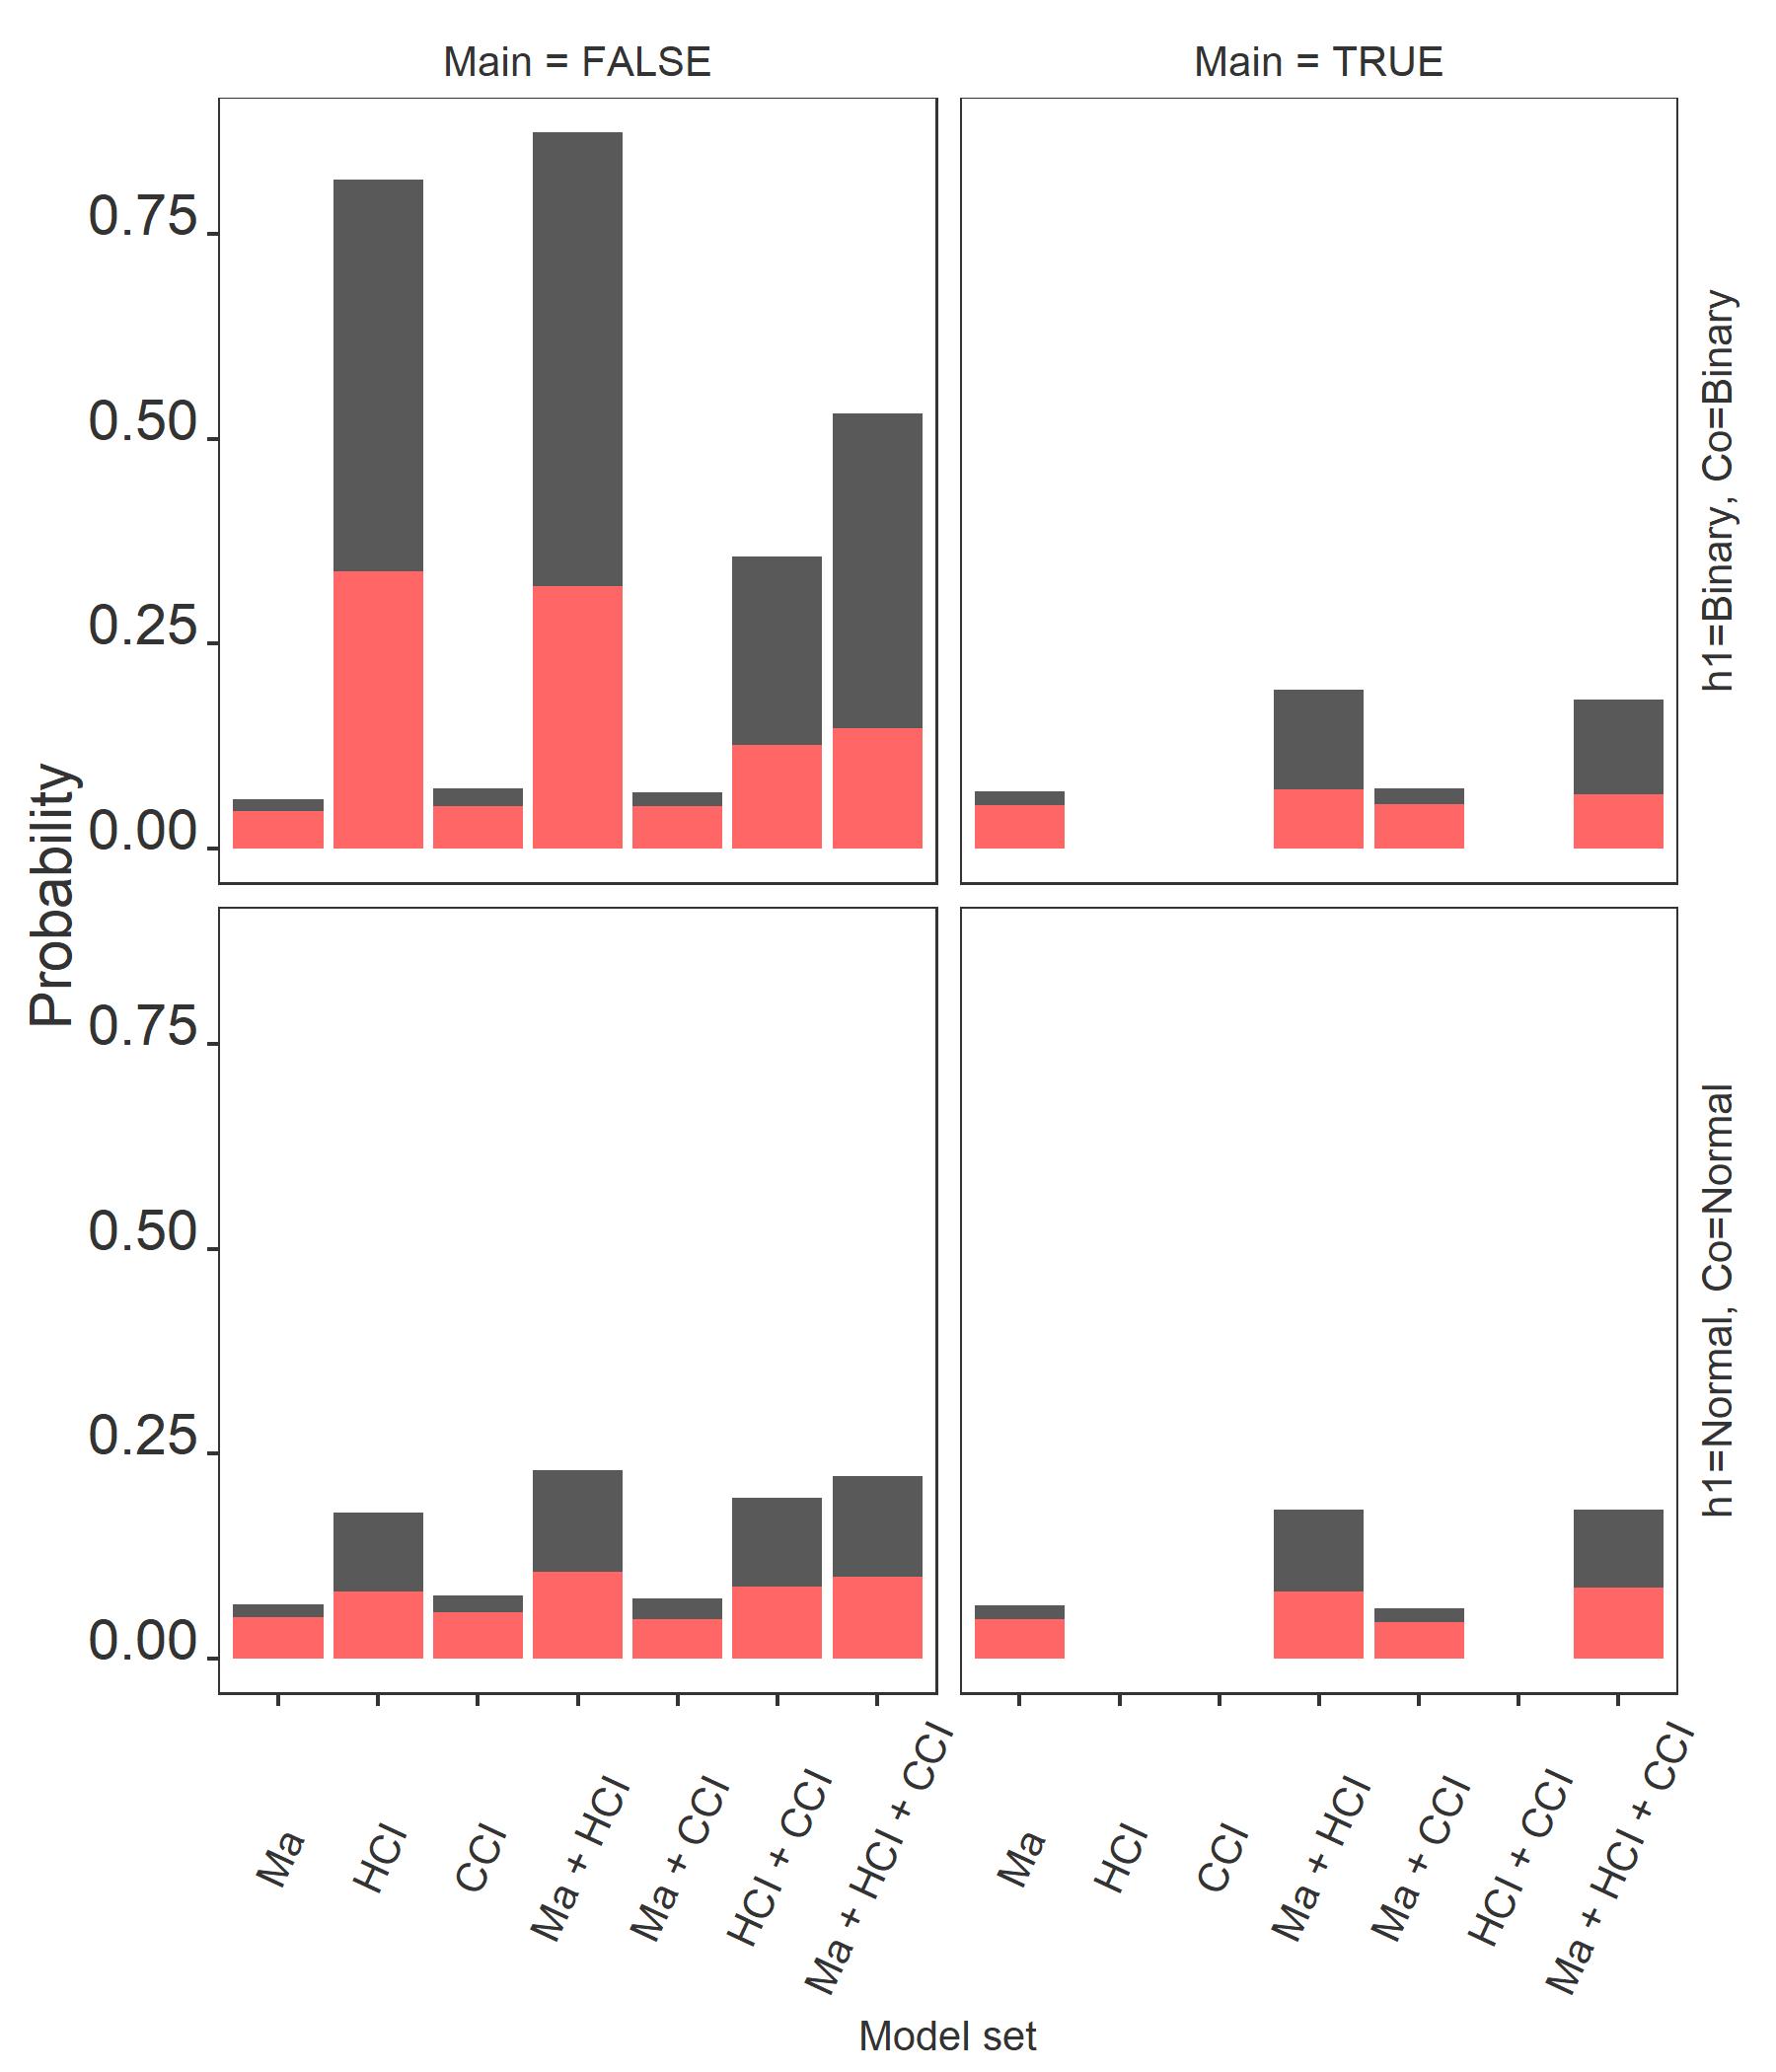 Main = FALSE
Main = TRUE
Probability
0.75
0.50
0.25
0.00
h1=Binary, Co=Binary
0.75
0.50
0.25
0.00
h1=Normal, Co=Normal
Ma
HCI
CCI
Ma + HCI
Ma + CCI
HCI + CCI
Ma + HCI + CCI
Ma
HCI
CCI
Ma + HCI
Ma + CCI
HCI + CCI
Ma + HCI + CCI
Model set